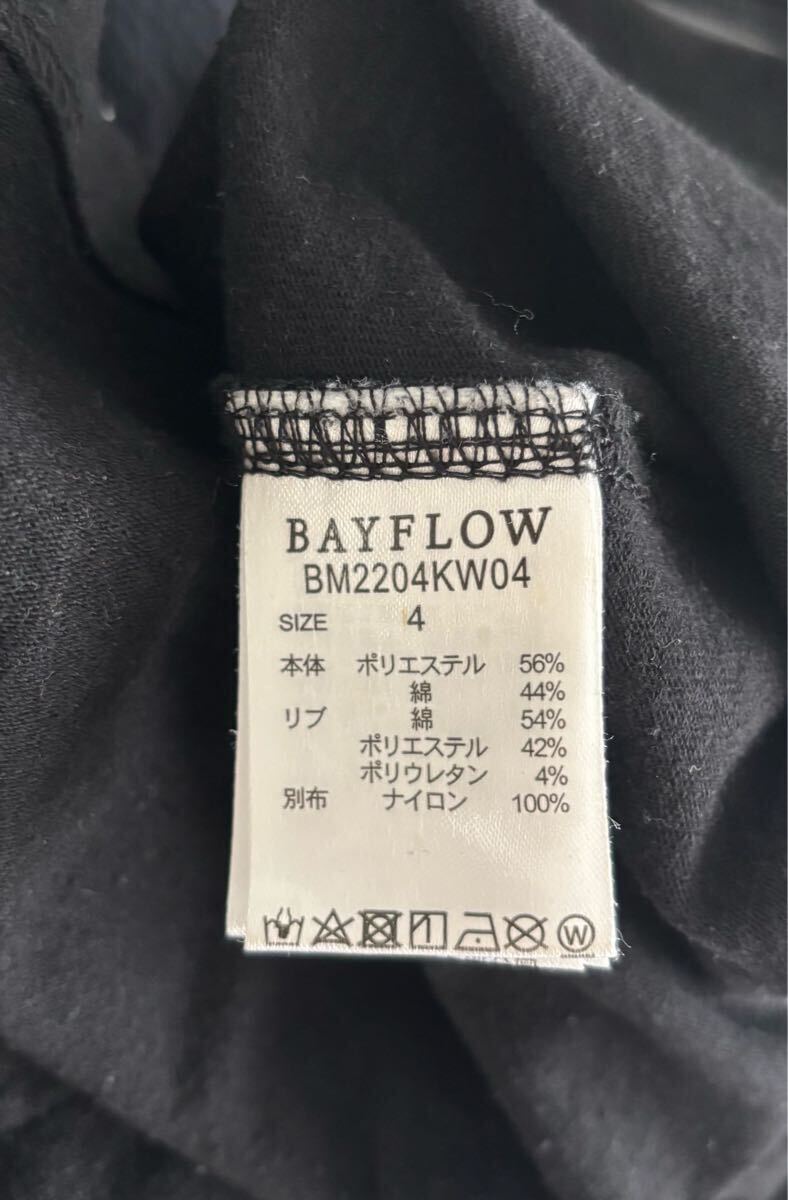 BAYFLOW
BM2204KW04
SIZE 4
本体 ポリエステル 56%
綿 44%
リブ 綿 54%
ポリエステル 42%
ポリウレタン 4%
別布 ナイロン 100%
W